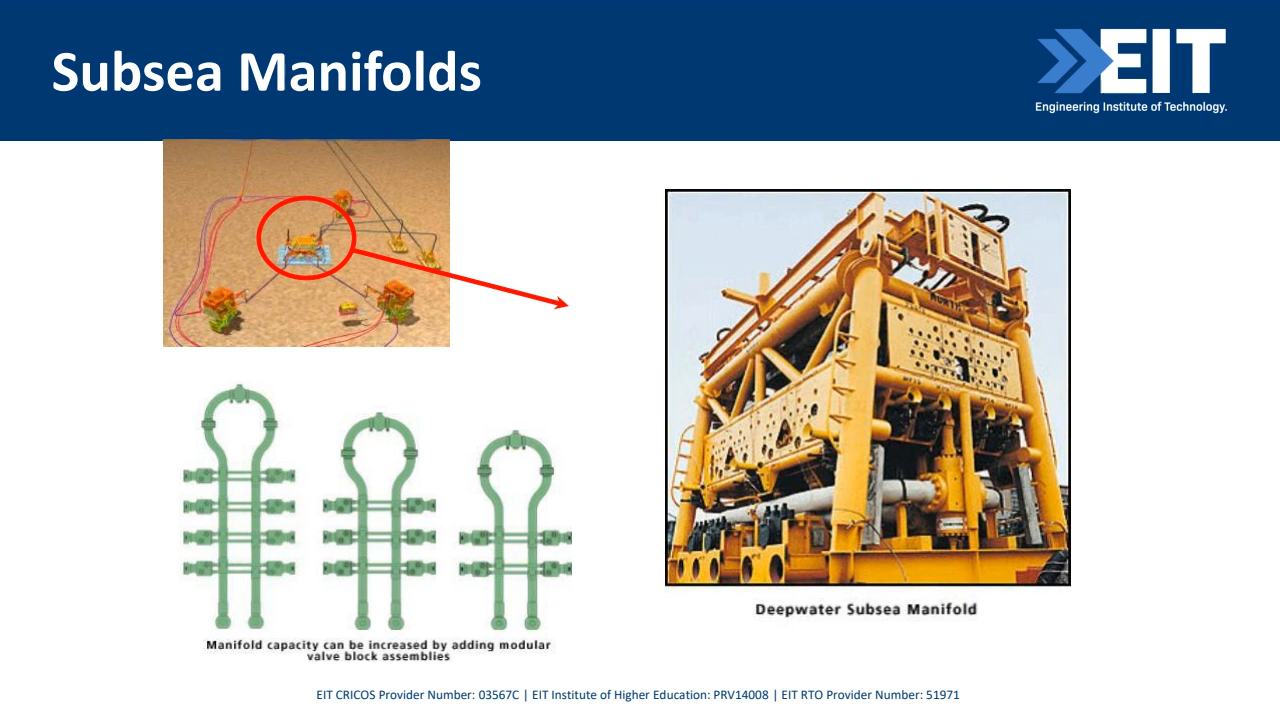 Subsea Manifolds
EIT
Engineering Institute of Technology.
NORTH
Manifold capacity can be increased by adding modular
valve block assemblies
Deepwater Subsea Manifold
EIT CRICOS Provider Number: 03567C | EIT Institute of Higher Education: PRV14008 | EIT RTO Provider Number: 51971